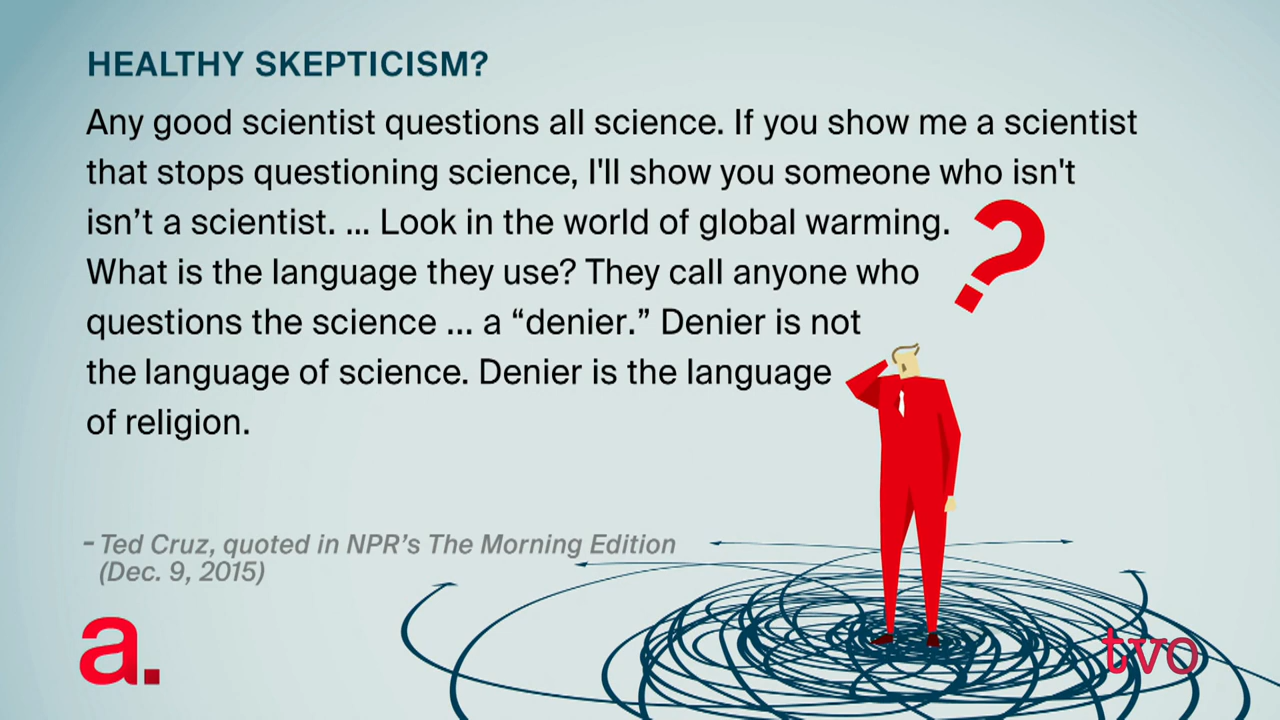 HEALTHY SKEPTICISM?
Any good scientist questions all science. If you show me a scientist
that stops questioning science, I'll show you someone who isn't
isn’t a scientist. ... Look in the world of global warming.
What is the language they use? They call anyone who
questions the science ... a “denier.” Denier is not
the language of science. Denier is the language
of religion.
?
- Ted Cruz, quoted in NPR’s The Morning Edition
(Dec. 9, 2015)
a.
tvo